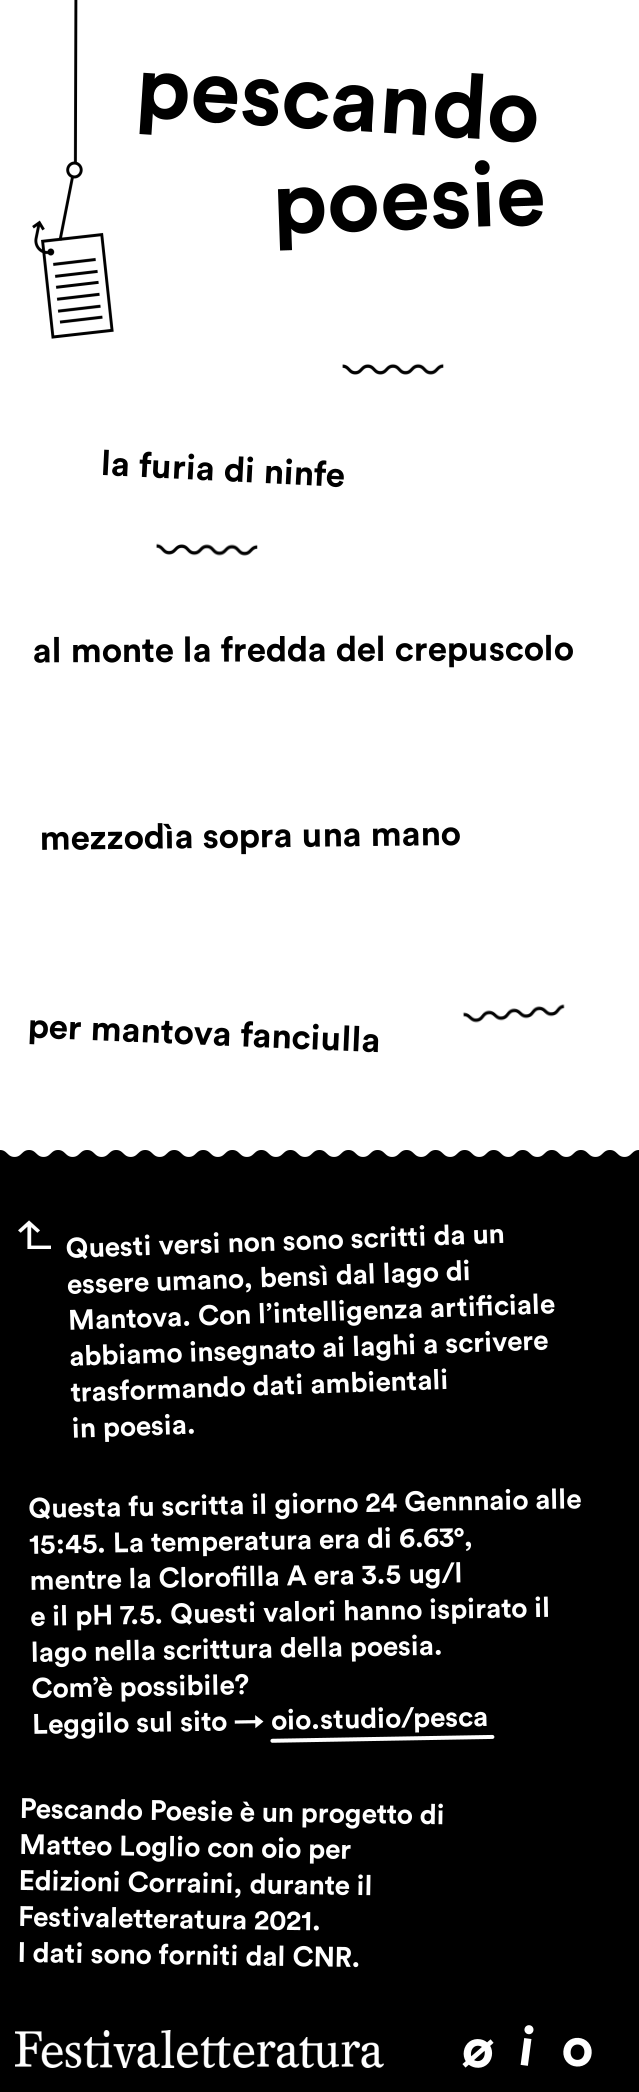 pescando
poesie
la furia di ninfe
al monte la fredda del crepuscolo
mezzodìa sopra una mano
per mantova fanciulla
Questi versi non sono scritti da un
essere umano, bensì dal lago di
Mantova. Con l’intelligenza artificiale
abbiamo insegnato ai laghi a scrivere
trasformando dati ambientali
in poesia.
Questa fu scritta il giorno 24 Gennnaio alle
15:45. La temperatura era di 6.63°,
mentre la Clorofilla A era 3.5 ug/l
e il pH 7.5. Questi valori hanno ispirato il
lago nella scrittura della poesia.
Com’è possibile?
Leggilo sul sito → oio.studio/pesca
Pescando Poesie è un progetto di
Matteo Loglio con oio per
Edizioni Corraini, durante il
Festivaletteratura 2021.
I dati sono forniti dal CNR.
Festivaletteratura ø i o